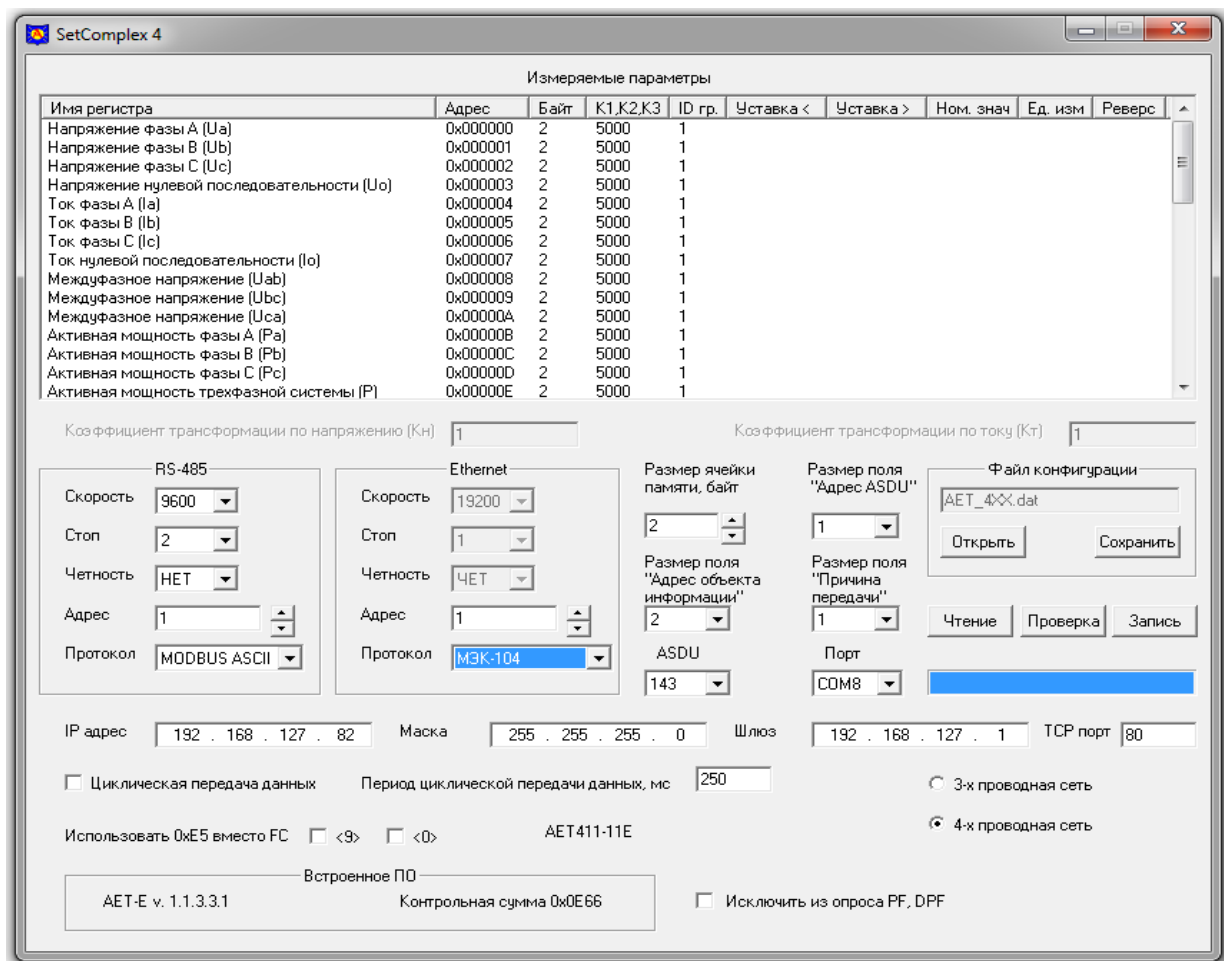 SetComplex 4
Измеряемые параметры
Имя регистра Адрес Байт K1,K2,K3 ID гр. Уставка < Уставка > Ном. знач Ед. изм Реверс
Напряжение фазы A (Ua) 0x000000 2 5000 1
Напряжение фазы B (Ub) 0x000001 2 5000 1
Напряжение фазы C (Uc) 0x000002 2 5000 1
Напряжение нулевой последовательности (Uo) 0x000003 2 5000 1
Ток фазы A (Ia) 0x000004 2 5000 1
Ток фазы B (Ib) 0x000005 2 5000 1
Ток фазы C (Ic) 0x000006 2 5000 1
Ток нулевой последовательности (Io) 0x000007 2 5000 1
Междуфазное напряжение (Uab) 0x000008 2 5000 1
Междуфазное напряжение (Ubc) 0x000009 2 5000 1
Междуфазное напряжение (Uca) 0x00000A 2 5000 1
Активная мощность фазы A (Pa) 0x00000B 2 5000 1
Активная мощность фазы B (Pb) 0x00000C 2 5000 1
Активная мощность фазы C (Pc) 0x00000D 2 5000 1
Активная мощность трехфазной системы (P) 0x00000E 2 5000 1
Коэффициент трансформации по напряжению (Кн) 1 Коэффициент трансформации по току (Кт) 1
RS-485
Скорость 9600
Стоп 2
Четность НЕТ
Адрес 1
Протокол MODBUS ASCII
Ethernet
Скорость 19200
Стоп 1
Четность ЧЕТ
Адрес 1
Протокол МЭК-104
Размер ячейки
памяти, байт
2
Размер поля
"Адрес ASDU"
1
Размер поля
"Адрес объекта
информации"
2
Размер поля
"Причина
передачи"
1
ASDU
143
Порт
COM8
Файл конфигурации
AET_4XX.dat
Открыть Сохранить
Чтение Проверка Запись
IP адрес 192 . 168 . 127 . 82 Маска 255 . 255 . 255 . 0 Шлюз 192 . 168 . 127 . 1 TCP порт 80
Циклическая передача данных Период циклической передачи данных, мс 250
3-х проводная сеть
Использовать 0xE5 вместо FC <9> <0> AET411-11E
4-х проводная сеть
Встроенное ПО
AET-E v. 1.1.3.3.1 Контрольная сумма 0x0E66
Исключить из опроса PF, DPF